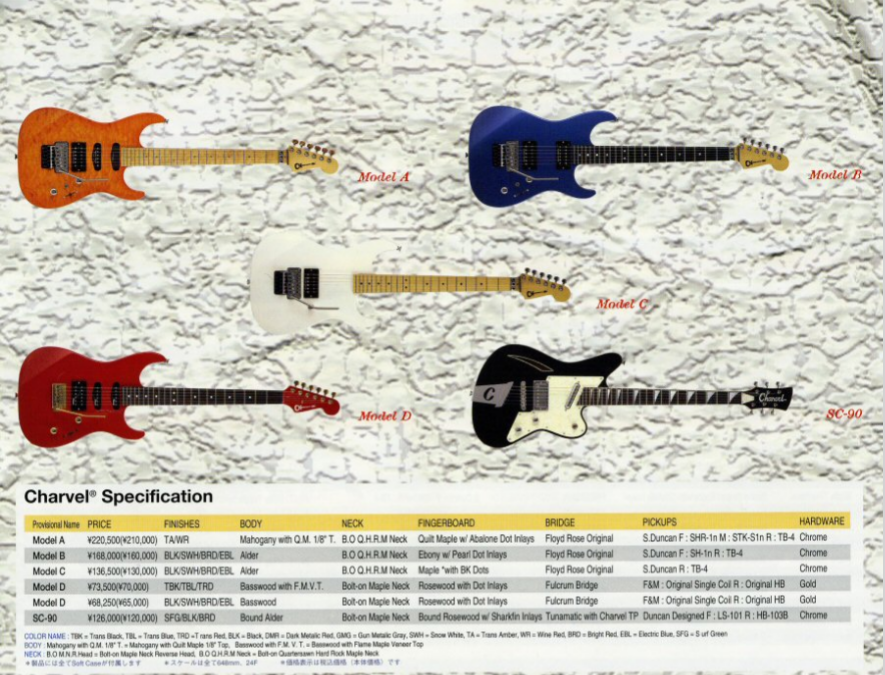 Model A
Model B
Model C
Model D
C
Charvel
SC-90
Charvel® Specification
Provisional Name PRICE FINISHES BODY NECK FINGERBOARD BRIDGE PICKUPS HARDWARE
Model A ¥220,500(¥210,000) TA/WR Mahogany with Q.M. 1/8" T. B.O Q.H.R.M Neck Quilt Maple w/ Abalone Dot Inlays Floyd Rose Original S.Duncan F : SHR-1n M : STK-S1n R : TB-4 Chrome
Model B ¥168,000(¥160,000) BLK/SWH/BRD/EBL Alder B.O Q.H.R.M Neck Ebony w/ Pearl Dot Inlays Floyd Rose Original S.Duncan F : SH-1n R : TB-4 Chrome
Model C ¥136,500(¥130,000) BLK/SWH/BRD/EBL Alder B.O Q.H.R.M Neck Maple *with BK Dots Floyd Rose Original S.Duncan R : TB-4 Chrome
Model D ¥73,500(¥70,000) TBK/TBL/TRD Basswood with F.M.V.T. Bolt-on Maple Neck Rosewood with Dot Inlays Fulcrum Bridge F&M : Original Single Coil R : Original HB Gold
Model D ¥68,250(¥65,000) BLK/SWH/BRD/EBL Basswood Bolt-on Maple Neck Rosewood with Dot Inlays Fulcrum Bridge F&M : Original Single Coil R : Original HB Gold
SC-90 ¥126,000(¥120,000) SFG/BLK/BRD Bound Alder Bolt-on Maple Neck Bound Rosewood w/ Sharkfin Inlays Tunamatic with Charvel TP Duncan Designed F : LS-101 R : HB-103B Chrome
COLOR NAME : TBK = Trans Black, TBL = Trans Blue, TRD =Trans Red, BLK = Black, DMR = Dark Metalic Red, GMG = Gun Metalic Gray, SWH = Snow White, TA = Trans Amber, WR = Wine Red, BRD = Bright Red, EBL = Electric Blue, SFG = S urf Green
BODY : Mahogany with Q.M. 1/8" T. = Mahogany with Quilt Maple 1/8" Top, Basswood with F.M. V. T. = Basswood with Flame Maple Veneer Top
NECK : B.O M.N.R.Head = Bolt-on Maple Neck Reverse Head, B.O Q.H.R.M Neck = Bolt-on Quartersawn Hard Rock Maple Neck
*製品には全てSoft Caseが付属します *スケールは全て648mm、24F *価格表示は税込価格（本体価格）です